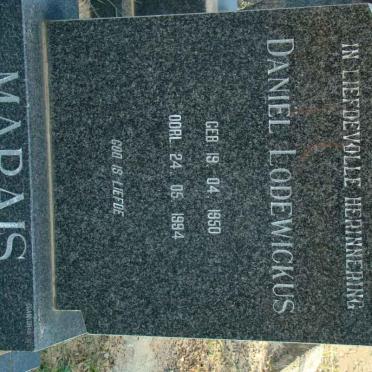 IN LIEFDEVOLLE HERINNERING
DANIEL LODEWICKUS
GEB 19 04 1950
OORL 24 05 1994
GOD IS LIEFDE
MARAIS